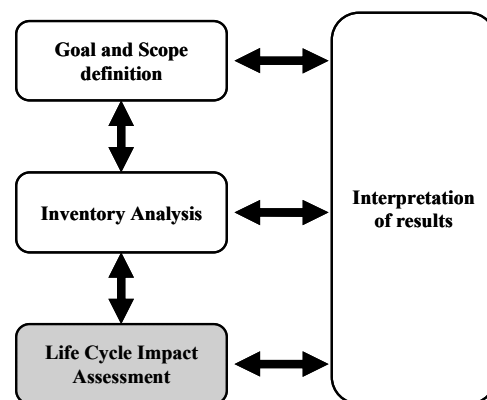 Goal and Scope
definition
Inventory Analysis
Interpretation
of results
Life Cycle Impact
Assessment